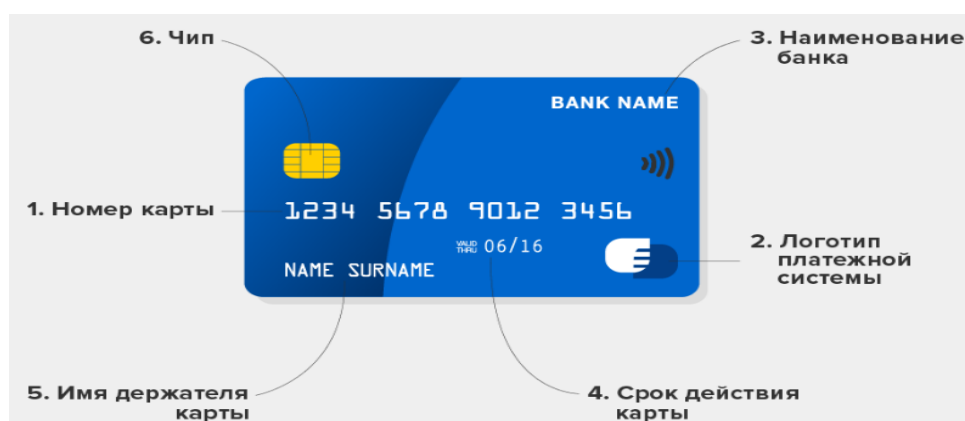 6. Чип
3. Наименование
банка
BANK NAME
1. Номер карты
1234 5678 9012 3456
VALID
THRU 06/16
2. Логотип
платежной
системы
NAME SURNAME
5. Имя держателя
карты
4. Срок действия
карты